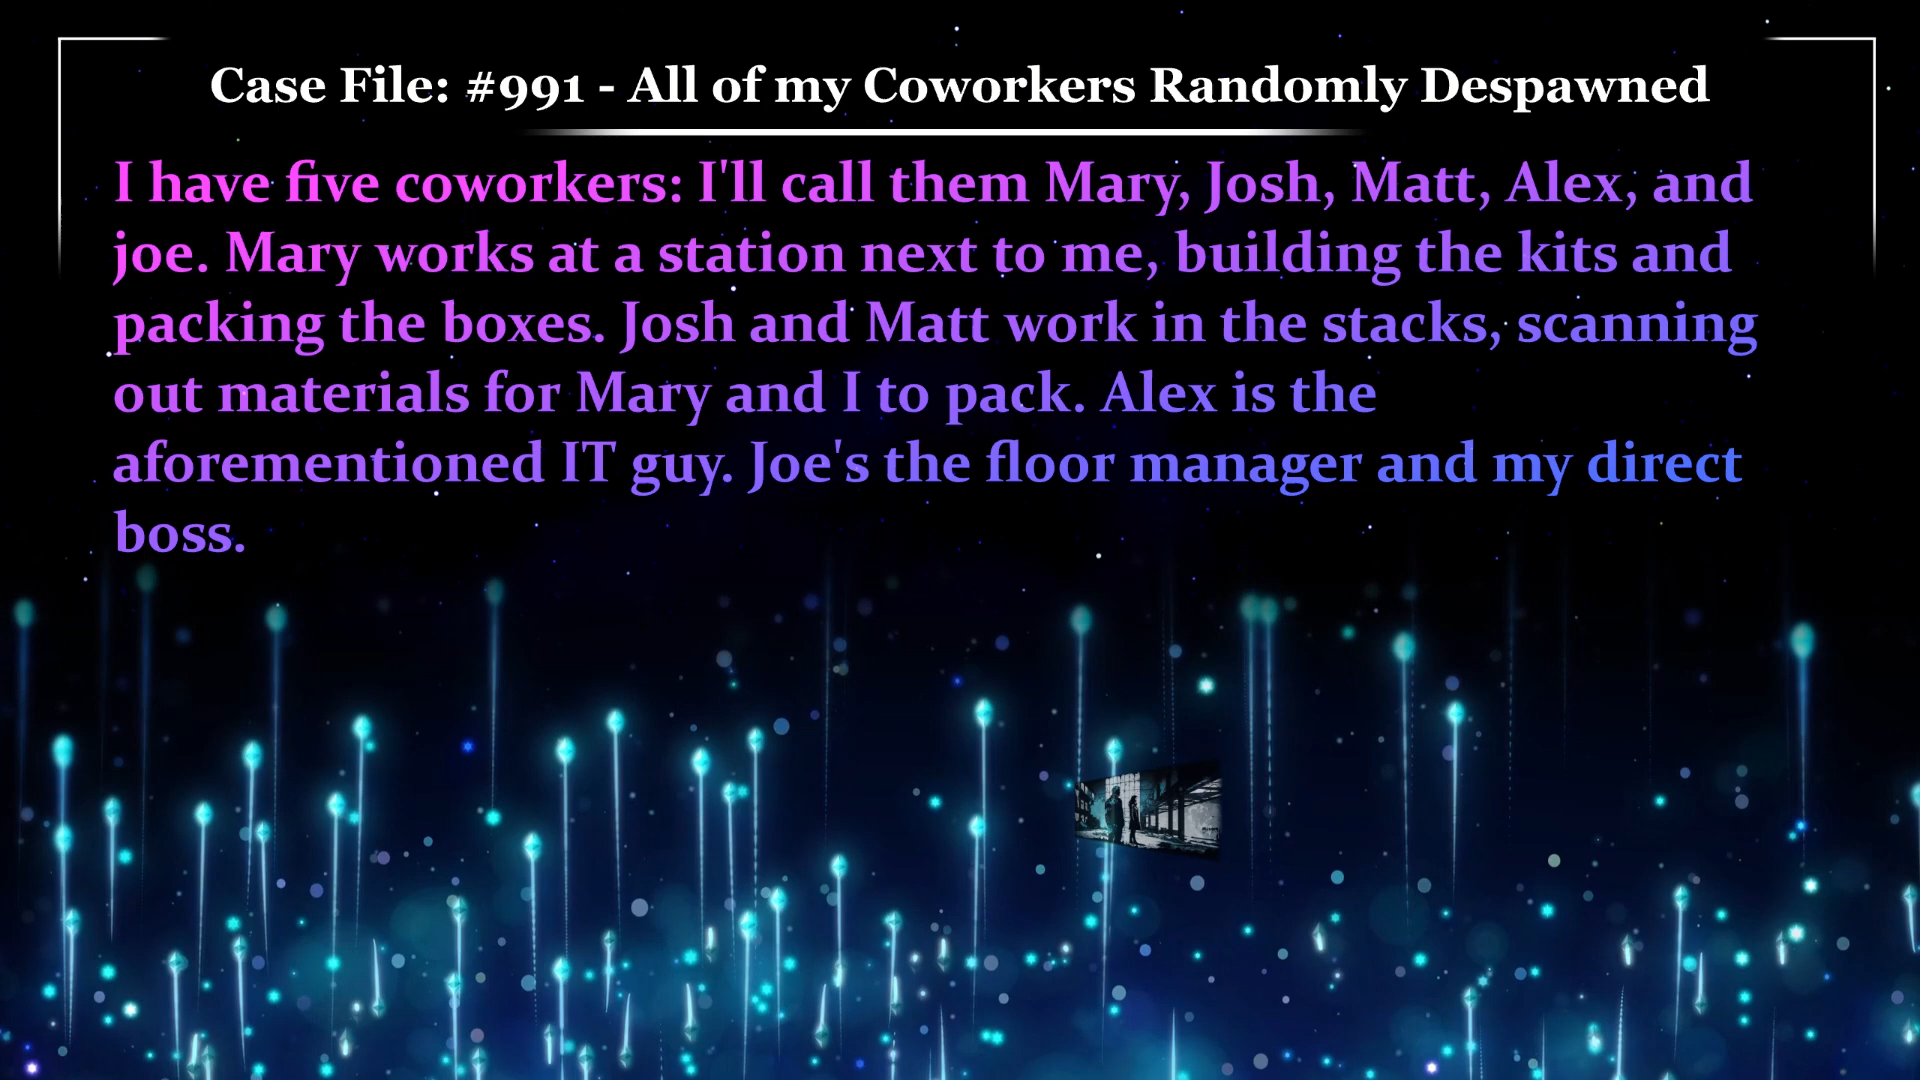 Case File: #991 - All of my Coworkers Randomly Despawned
I have five coworkers: I'll call them Mary, Josh, Matt, Alex, and
joe. Mary works at a station next to me, building the kits and
packing the boxes. Josh and Matt work in the stacks, scanning
out materials for Mary and I to pack. Alex is the
aforementioned IT guy. Joe's the floor manager and my direct
boss.